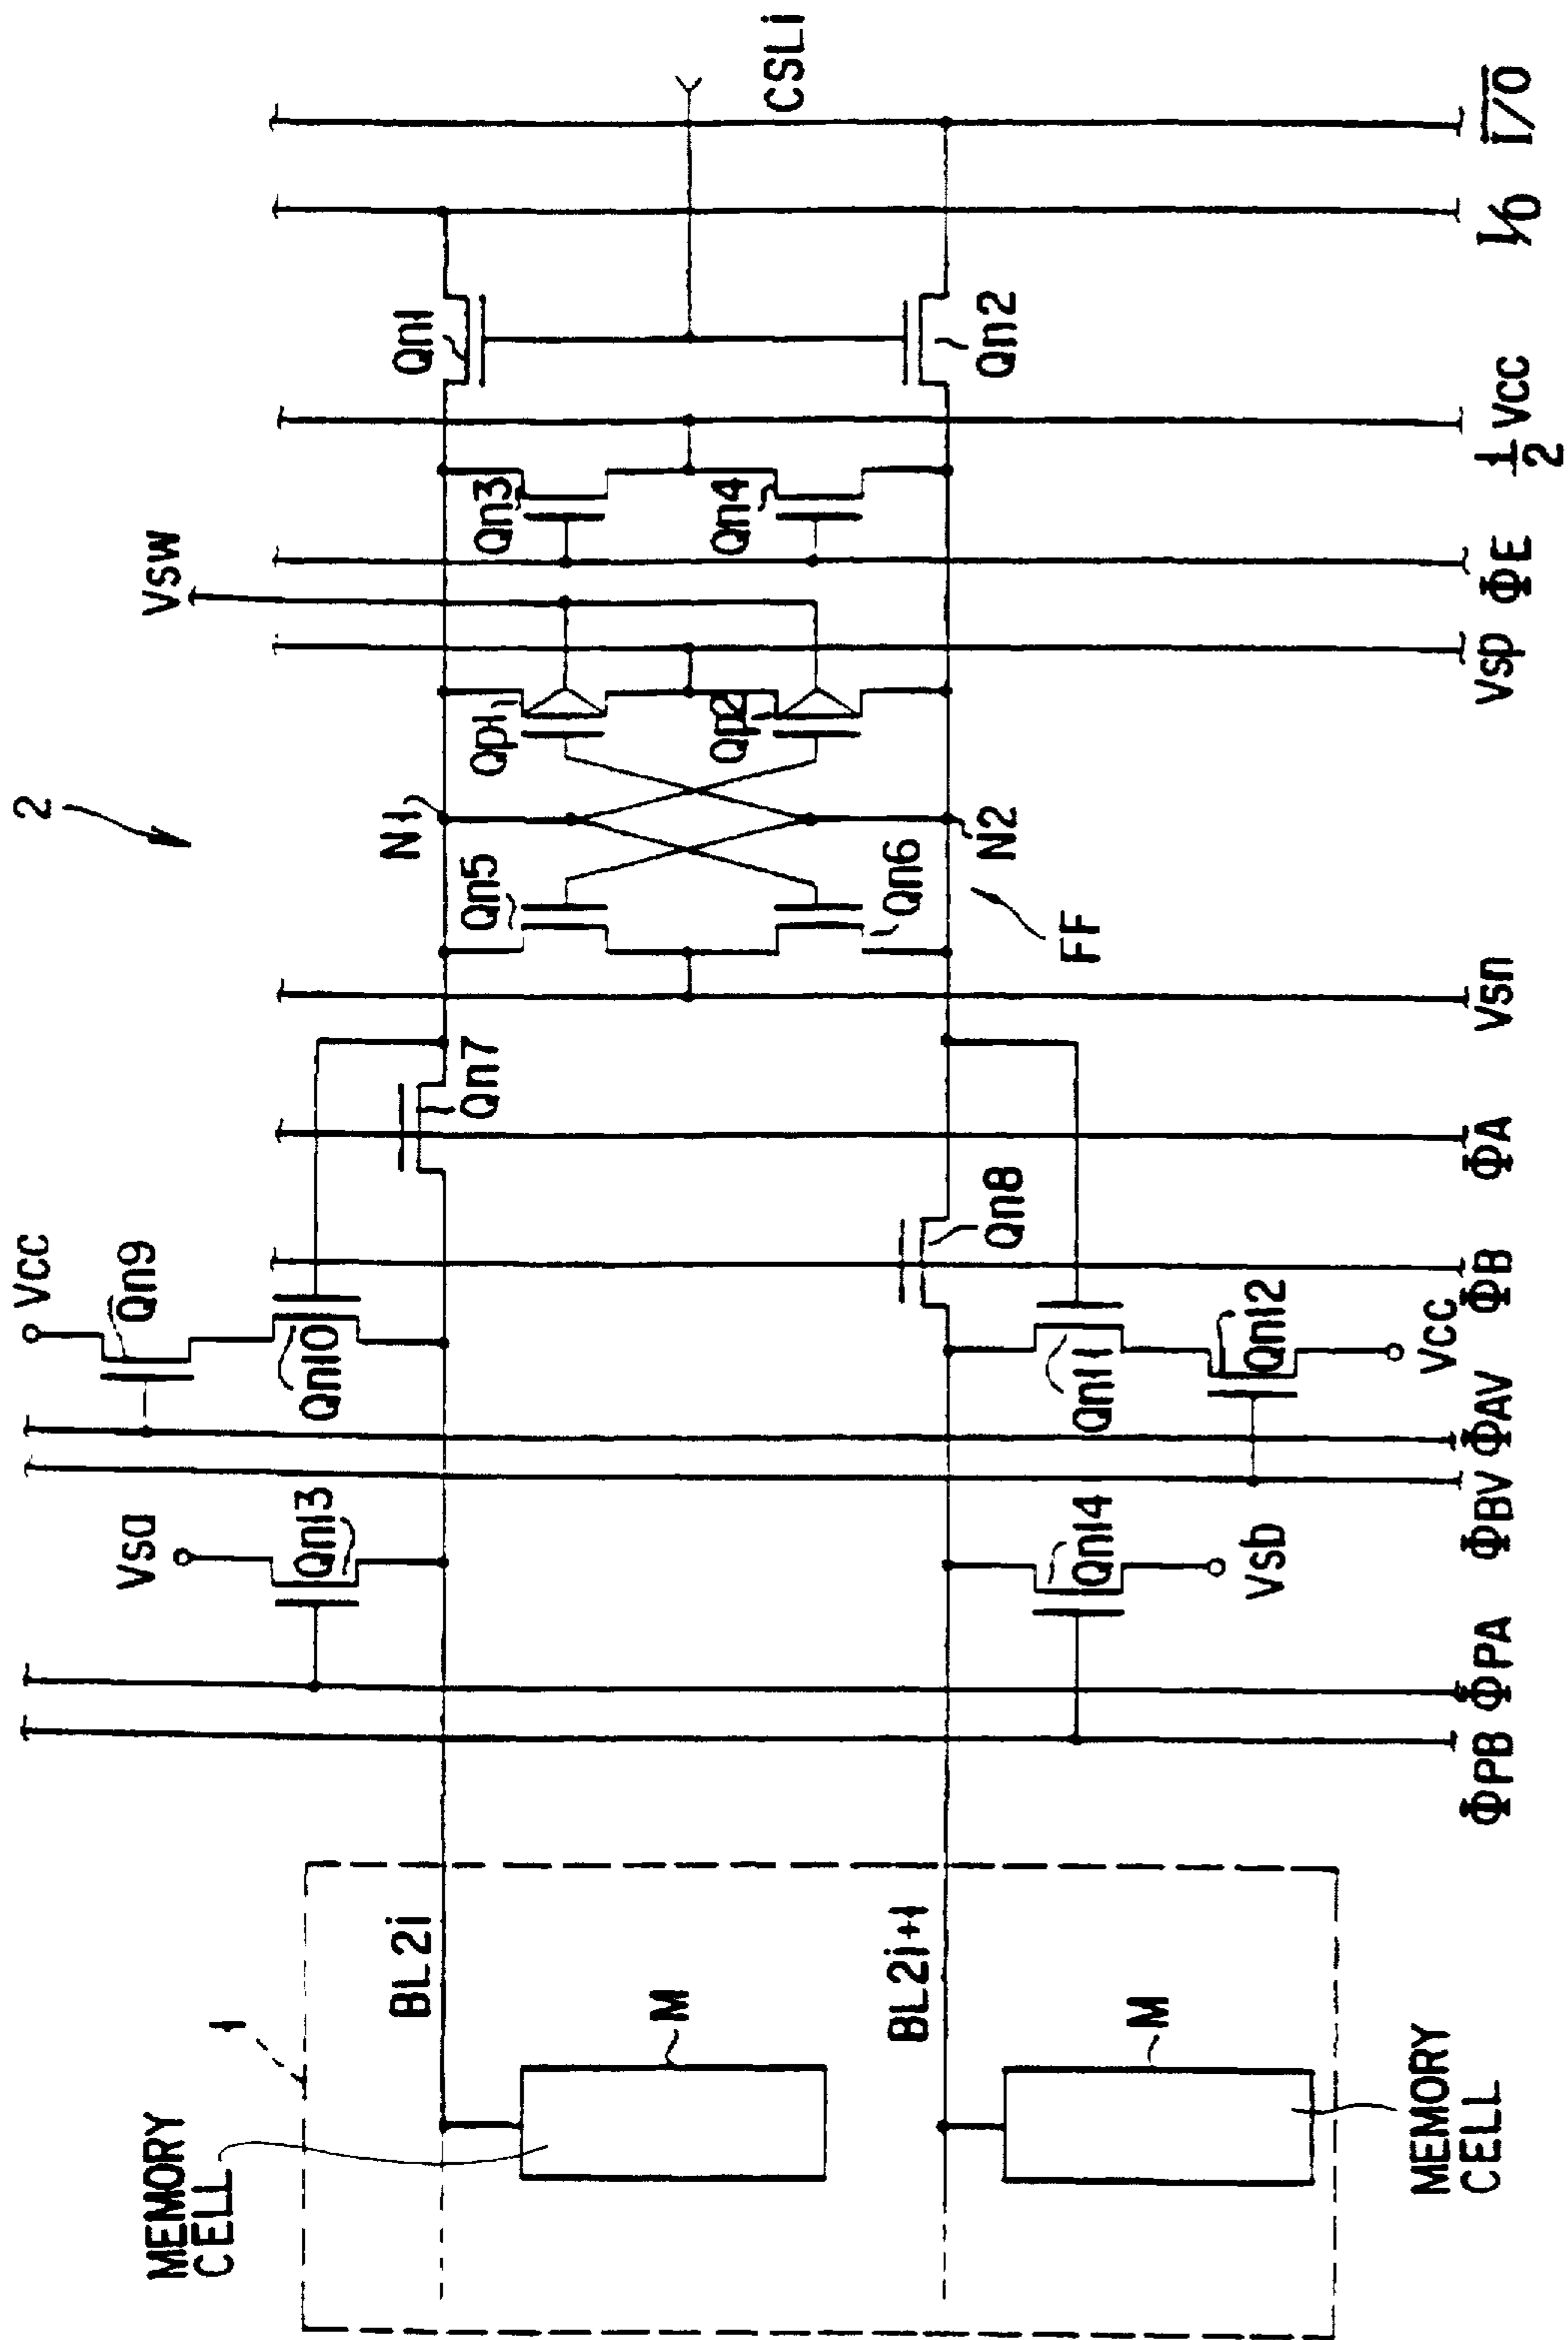 2
MEMORY
CELL
1
BL2i
M
BL2i+1
M
MEMORY
CELL
Vsa
Qn13
Qn14
Vsb
Vcc
Qn9
Qn10
Qn11
Qn12
Vcc
Qn7
Qn8
Qn5
Qn6
FF
N1
N2
Qp1
Qp2
Vsw
Qn3
Qn4
Qn1
Qn2
CSLi
ΦPB
ΦPA
ΦBV
ΦAV
ΦB
ΦA
Vsn
Vsp
ΦE
1/2 Vcc
I/O
I/O